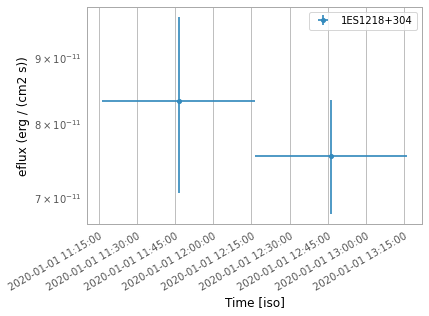 1ES1218+304
eflux (erg / (cm2 s))
9 × 10⁻¹¹
8 × 10⁻¹¹
7 × 10⁻¹¹
2020-01-01 11:15:00
2020-01-01 11:30:00
2020-01-01 11:45:00
2020-01-01 12:00:00
2020-01-01 12:15:00
2020-01-01 12:30:00
2020-01-01 12:45:00
2020-01-01 13:00:00
2020-01-01 13:15:00
Time [iso]